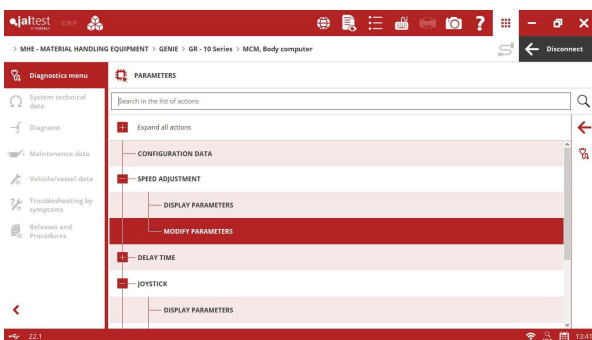 jaltest GRP
by COJALI
> MHE - MATERIAL HANDLING EQUIPMENT > GENIE > GR - 10 Series > MCM, Body computer
Disconnect
Diagnostics menu
PARAMETERS
System technical
data
Search in the list of actions
Diagrams
Expand all actions
Maintenance data
CONFIGURATION DATA
Vehicle/vessel data
SPEED ADJUSTMENT
Troubleshooting by
symptoms
DISPLAY PARAMETERS
Releases and
Procedures
MODIFY PARAMETERS
DELAY TIME
JOYSTICK
DISPLAY PARAMETERS
22.1
13:41